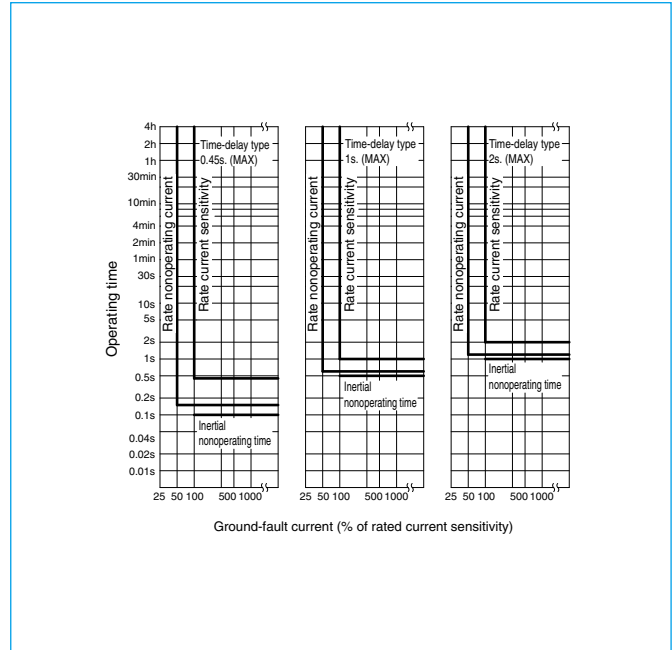 Operating time
4h
2h
1h
30min
10min
4min
2min
1min
30s
10s
5s
2s
1s
0.5s
0.2s
0.1s
0.04s
0.02s
0.01s
Time-delay type
0.45s. (MAX)
Rate nonoperating current
Rate current sensitivity
Inertial
nonoperating time
25 50 100 500 1000
Time-delay type
1s. (MAX)
Rate nonoperating current
Rate current sensitivity
Inertial
nonoperating time
25 50 100 500 1000
Time-delay type
2s. (MAX)
Rate nonoperating current
Rate current sensitivity
Inertial
nonoperating time
25 50 100 500 1000
Ground-fault current (% of rated current sensitivity)